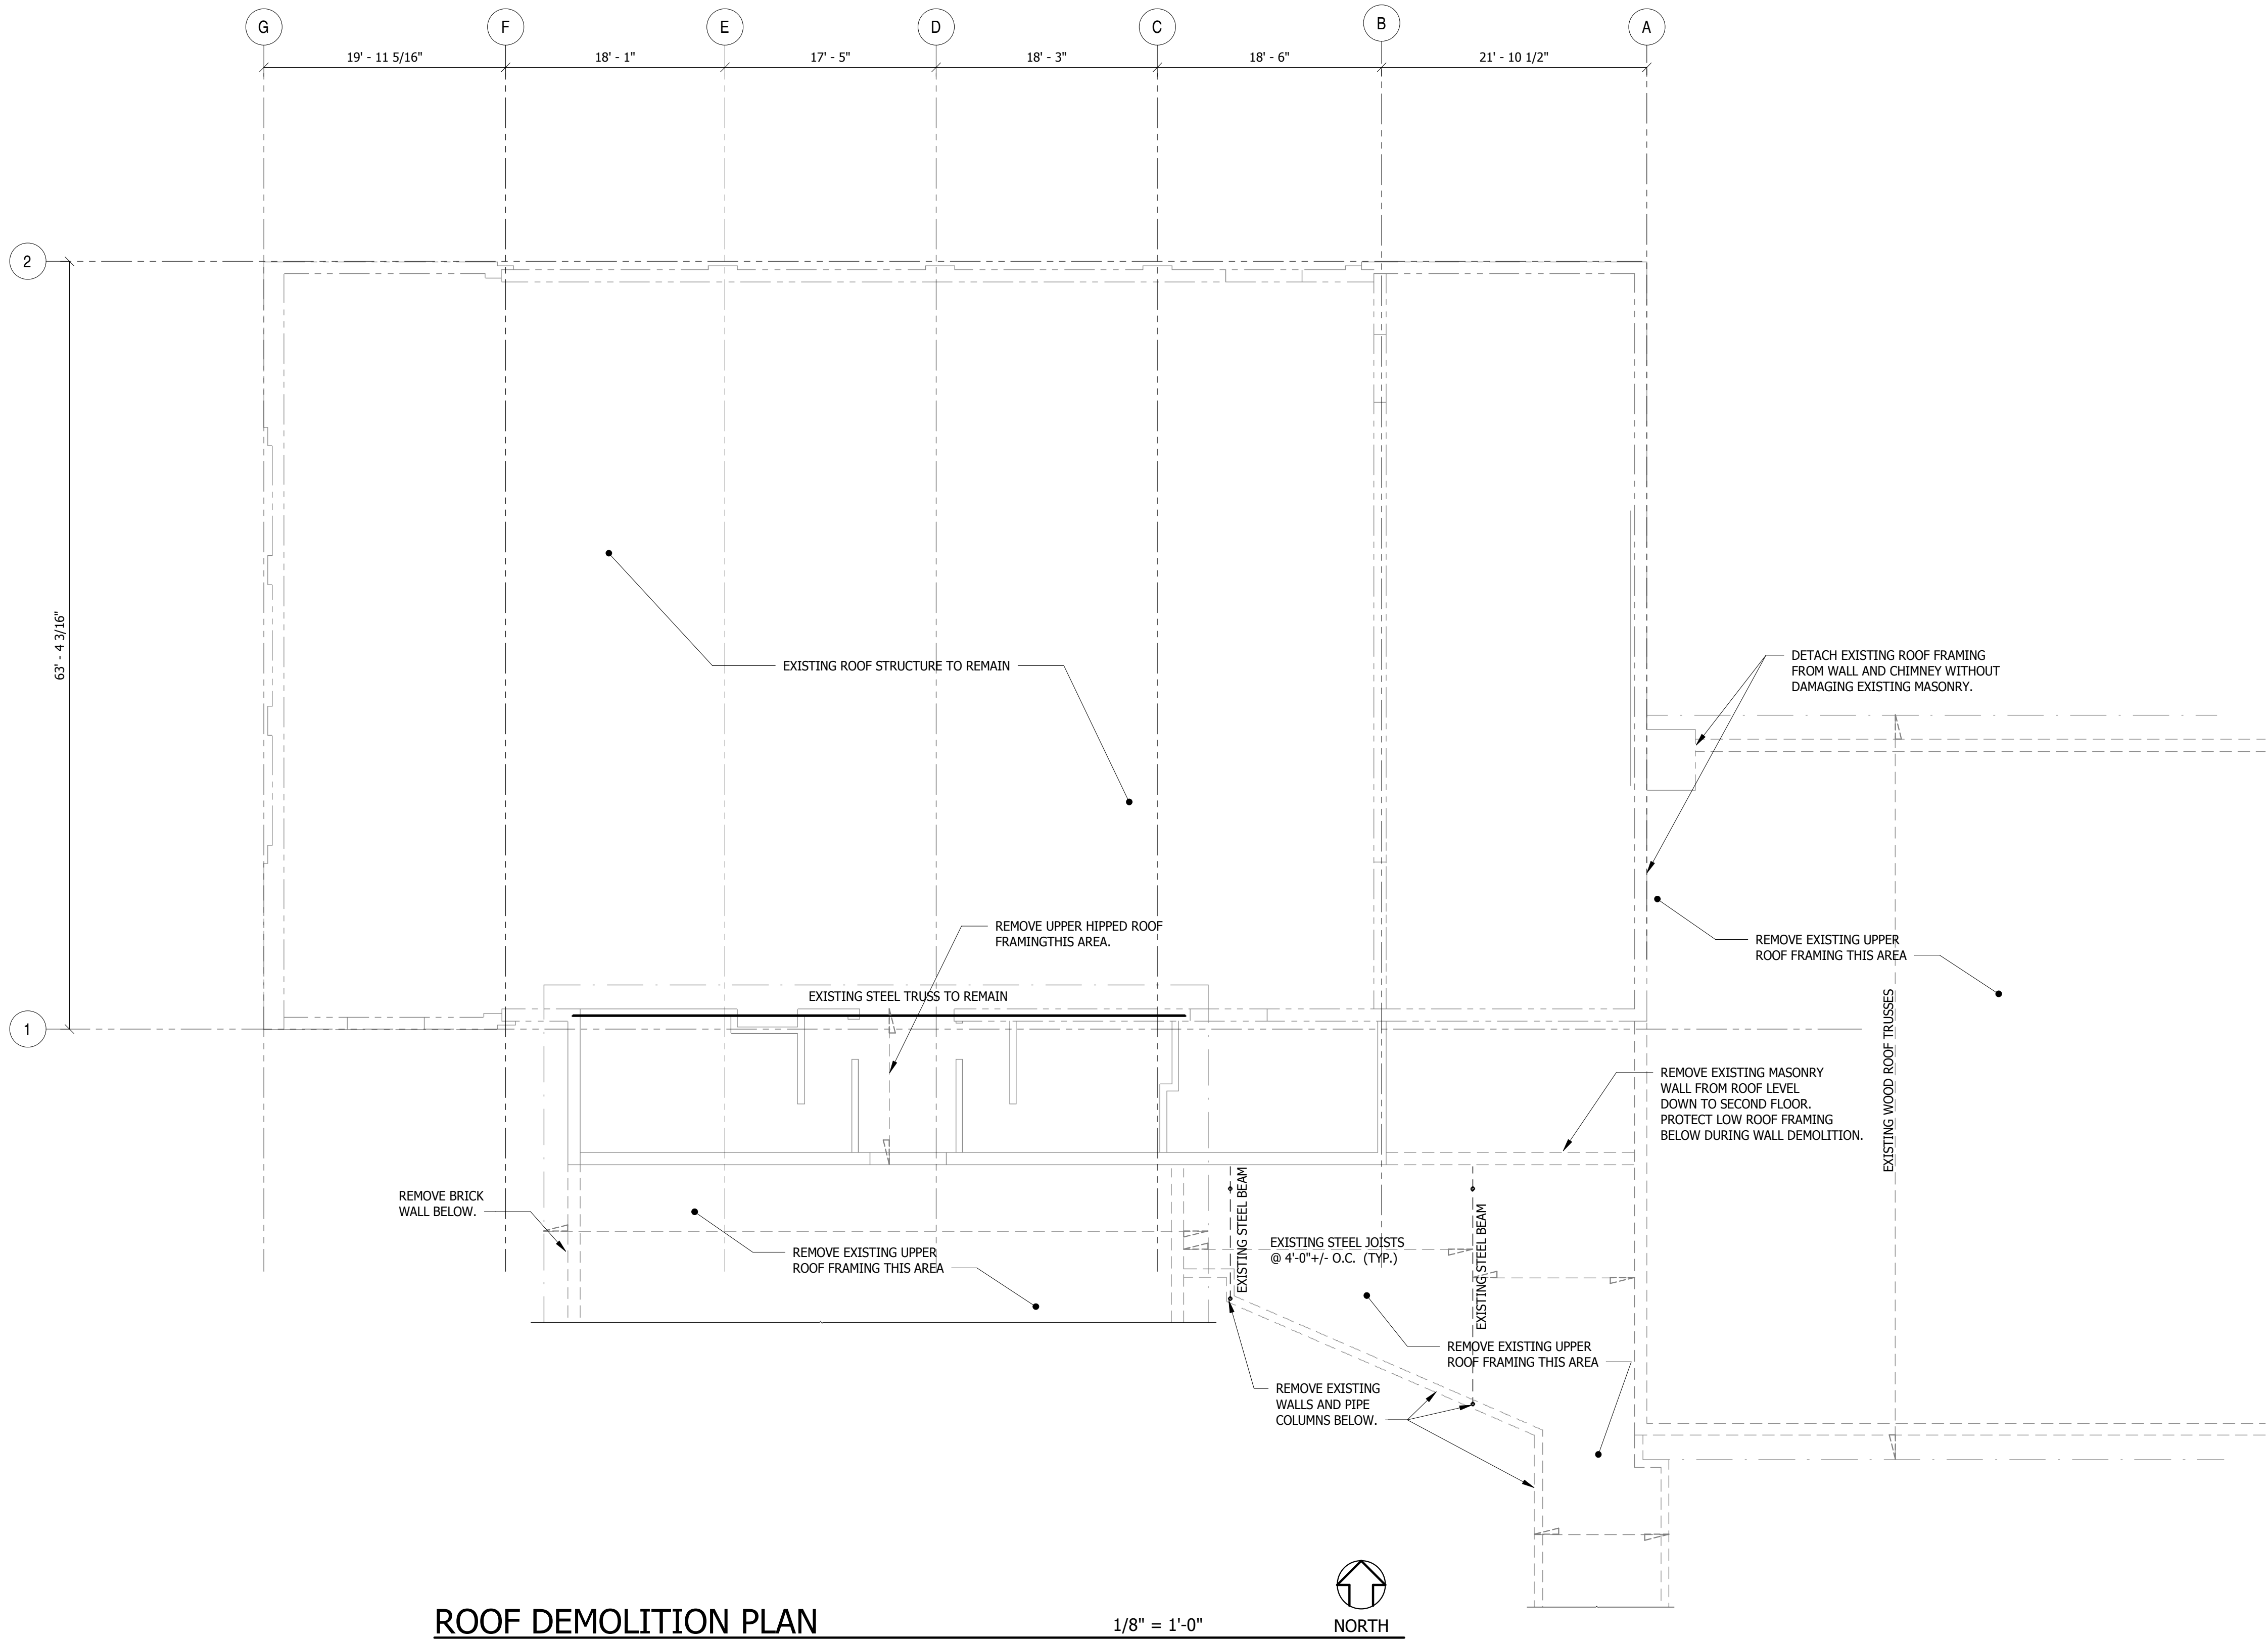 G
F
E
D
C
B
A
19' - 11 5/16"
18' - 1"
17' - 5"
18' - 3"
18' - 6"
21' - 10 1/2"
2
63' - 4 3/16"
EXISTING ROOF STRUCTURE TO REMAIN
DETACH EXISTING ROOF FRAMING
FROM WALL AND CHIMNEY WITHOUT
DAMAGING EXISTING MASONRY.
REMOVE UPPER HIPPED ROOF
FRAMINGTHIS AREA.
REMOVE EXISTING UPPER
ROOF FRAMING THIS AREA
EXISTING STEEL TRUSS TO REMAIN
1
EXISTING WOOD ROOF TRUSSES
REMOVE EXISTING MASONRY
WALL FROM ROOF LEVEL
DOWN TO SECOND FLOOR.
PROTECT LOW ROOF FRAMING
BELOW DURING WALL DEMOLITION.
REMOVE BRICK
WALL BELOW.
REMOVE EXISTING UPPER
ROOF FRAMING THIS AREA
EXISTING STEEL BEAM
EXISTING STEEL JOISTS
@ 4'-0"+/- O.C. (TYP.)
EXISTING STEEL BEAM
REMOVE EXISTING UPPER
ROOF FRAMING THIS AREA
REMOVE EXISTING
WALLS AND PIPE
COLUMNS BELOW.
ROOF DEMOLITION PLAN
1/8" = 1'-0"
NORTH